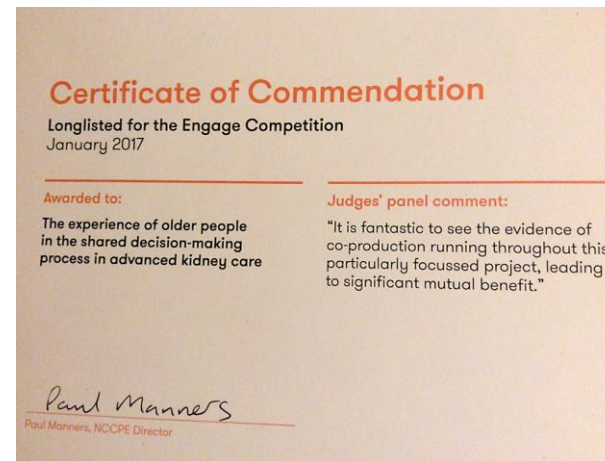 Certificate of Commendation
Longlisted for the Engage Competition
January 2017
Awarded to:
The experience of older people
in the shared decision-making
process in advanced kidney care
Judges' panel comment:
"It is fantastic to see the evidence of
co-production running throughout this
particularly focussed project, leading
to significant mutual benefit."
Paul Manners
Paul Manners, NCCPE Director